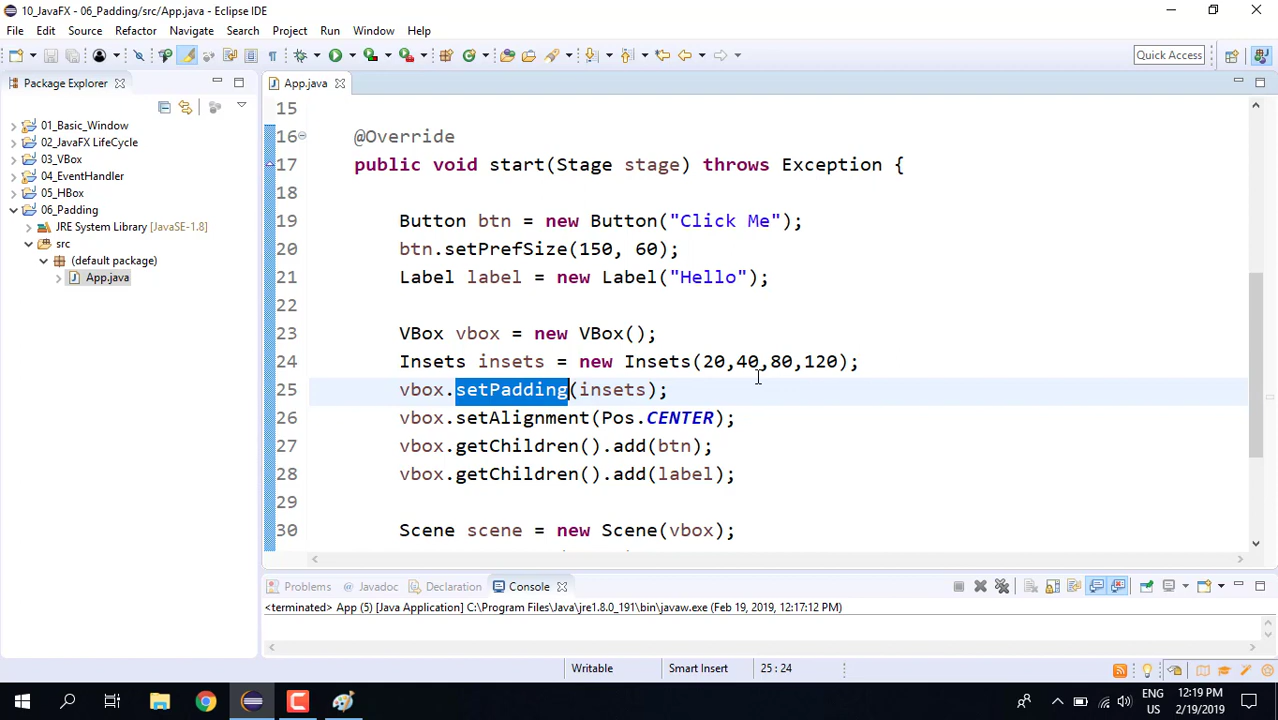 10_JavaFX - 06_Padding/src/App.java - Eclipse IDE
File Edit Source Refactor Navigate Search Project Run Window Help
Quick Access
Package Explorer
App.java
01_Basic_Window
02_JavaFX LifeCycle
03_VBox
04_EventHandler
05_HBox
06_Padding
JRE System Library [JavaSE-1.8]
src
(default package)
App.java
15
16 @Override
17 public void start(Stage stage) throws Exception {
18
19 Button btn = new Button("Click Me");
20 btn.setPrefSize(150, 60);
21 Label label = new Label("Hello");
22
23 VBox vbox = new VBox();
24 Insets insets = new Insets(20,40,80,120);
25 vbox.setPadding(insets);
26 vbox.setAlignment(Pos.CENTER);
27 vbox.getChildren().add(btn);
28 vbox.getChildren().add(label);
29
30 Scene scene = new Scene(vbox);
Problems Javadoc Declaration Console
<terminated> App (5) [Java Application] C:\Program Files\Java\jre1.8.0_191\bin\javaw.exe (Feb 19, 2019, 12:17:12 PM)
Writable Smart Insert 25 : 24
ENG 12:19 PM
US 2/19/2019